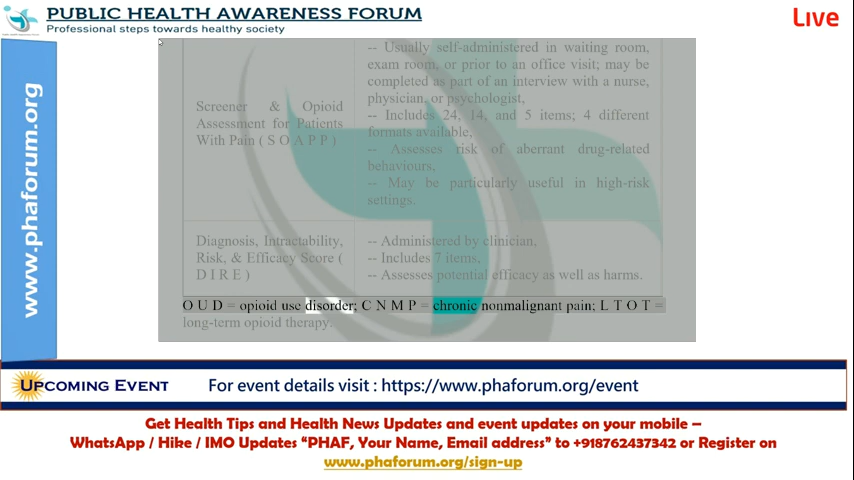 PUBLIC HEALTH AWARENESS FORUM
Professional steps towards healthy society
Live
www.phaforum.org
-- Usually self-administered in waiting room,
exam room, or prior to an office visit; may be
completed as part of an interview with a nurse,
physician, or psychologist,
Screener & Opioid
Assessment for Patients
With Pain ( S O A P P )
-- Includes 24, 14, and 5 items; 4 different
formats available,
-- Assesses risk of aberrant drug-related
behaviours,
-- May be particularly useful in high-risk
settings.
Diagnosis, Intractability,
Risk, & Efficacy Score (
D I R E )
-- Administered by clinician,
-- Includes 7 items,
-- Assesses potential efficacy as well as harms.
O U D = opioid use disorder; C N M P = chronic nonmalignant pain; L T O T =
long-term opioid therapy.
UPCOMING EVENT
For event details visit : https://www.phaforum.org/event
Get Health Tips and Health News Updates and event updates on your mobile –
WhatsApp / Hike / IMO Updates “PHAF, Your Name, Email address” to +918762437342 or Register on
www.phaforum.org/sign-up